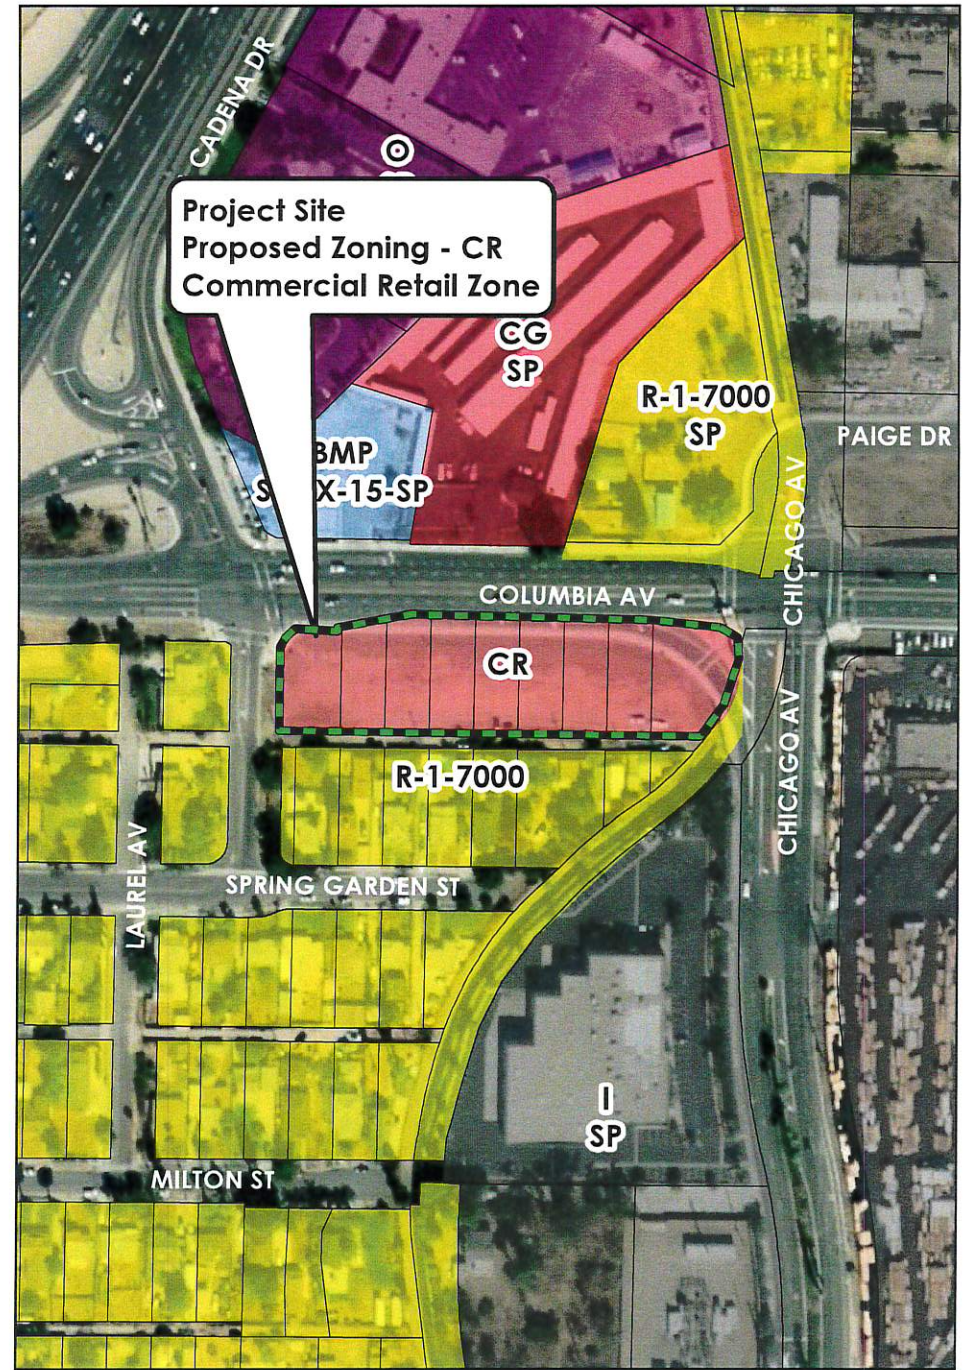 CADENA DR
O
Project Site
Proposed Zoning - CR
Commercial Retail Zone
CG
SP
R-1-7000
SP
PAIGE DR
BMP
S X-15-SP
CHICAGO AV
COLUMBIA AV
CR
CHICAGO AV
R-1-7000
LAUREL AV
SPRING GARDEN ST
I
SP
MILTON ST